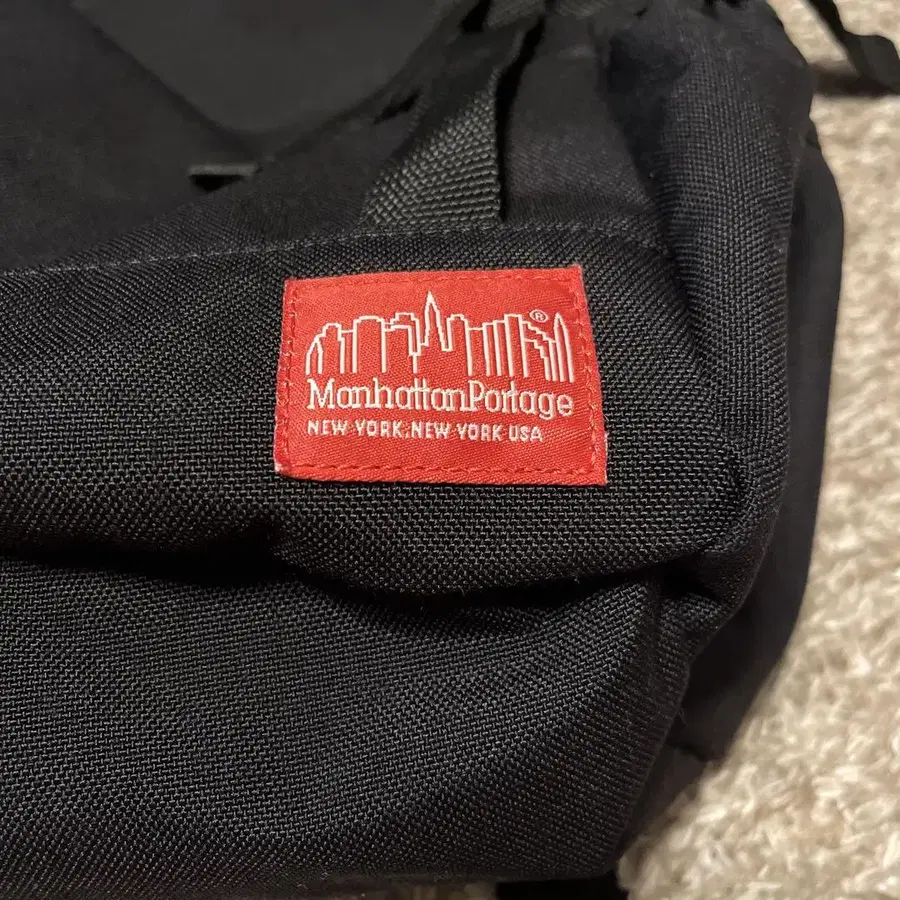 ®
ManhattanPortage
NEW YORK, NEW YORK USA